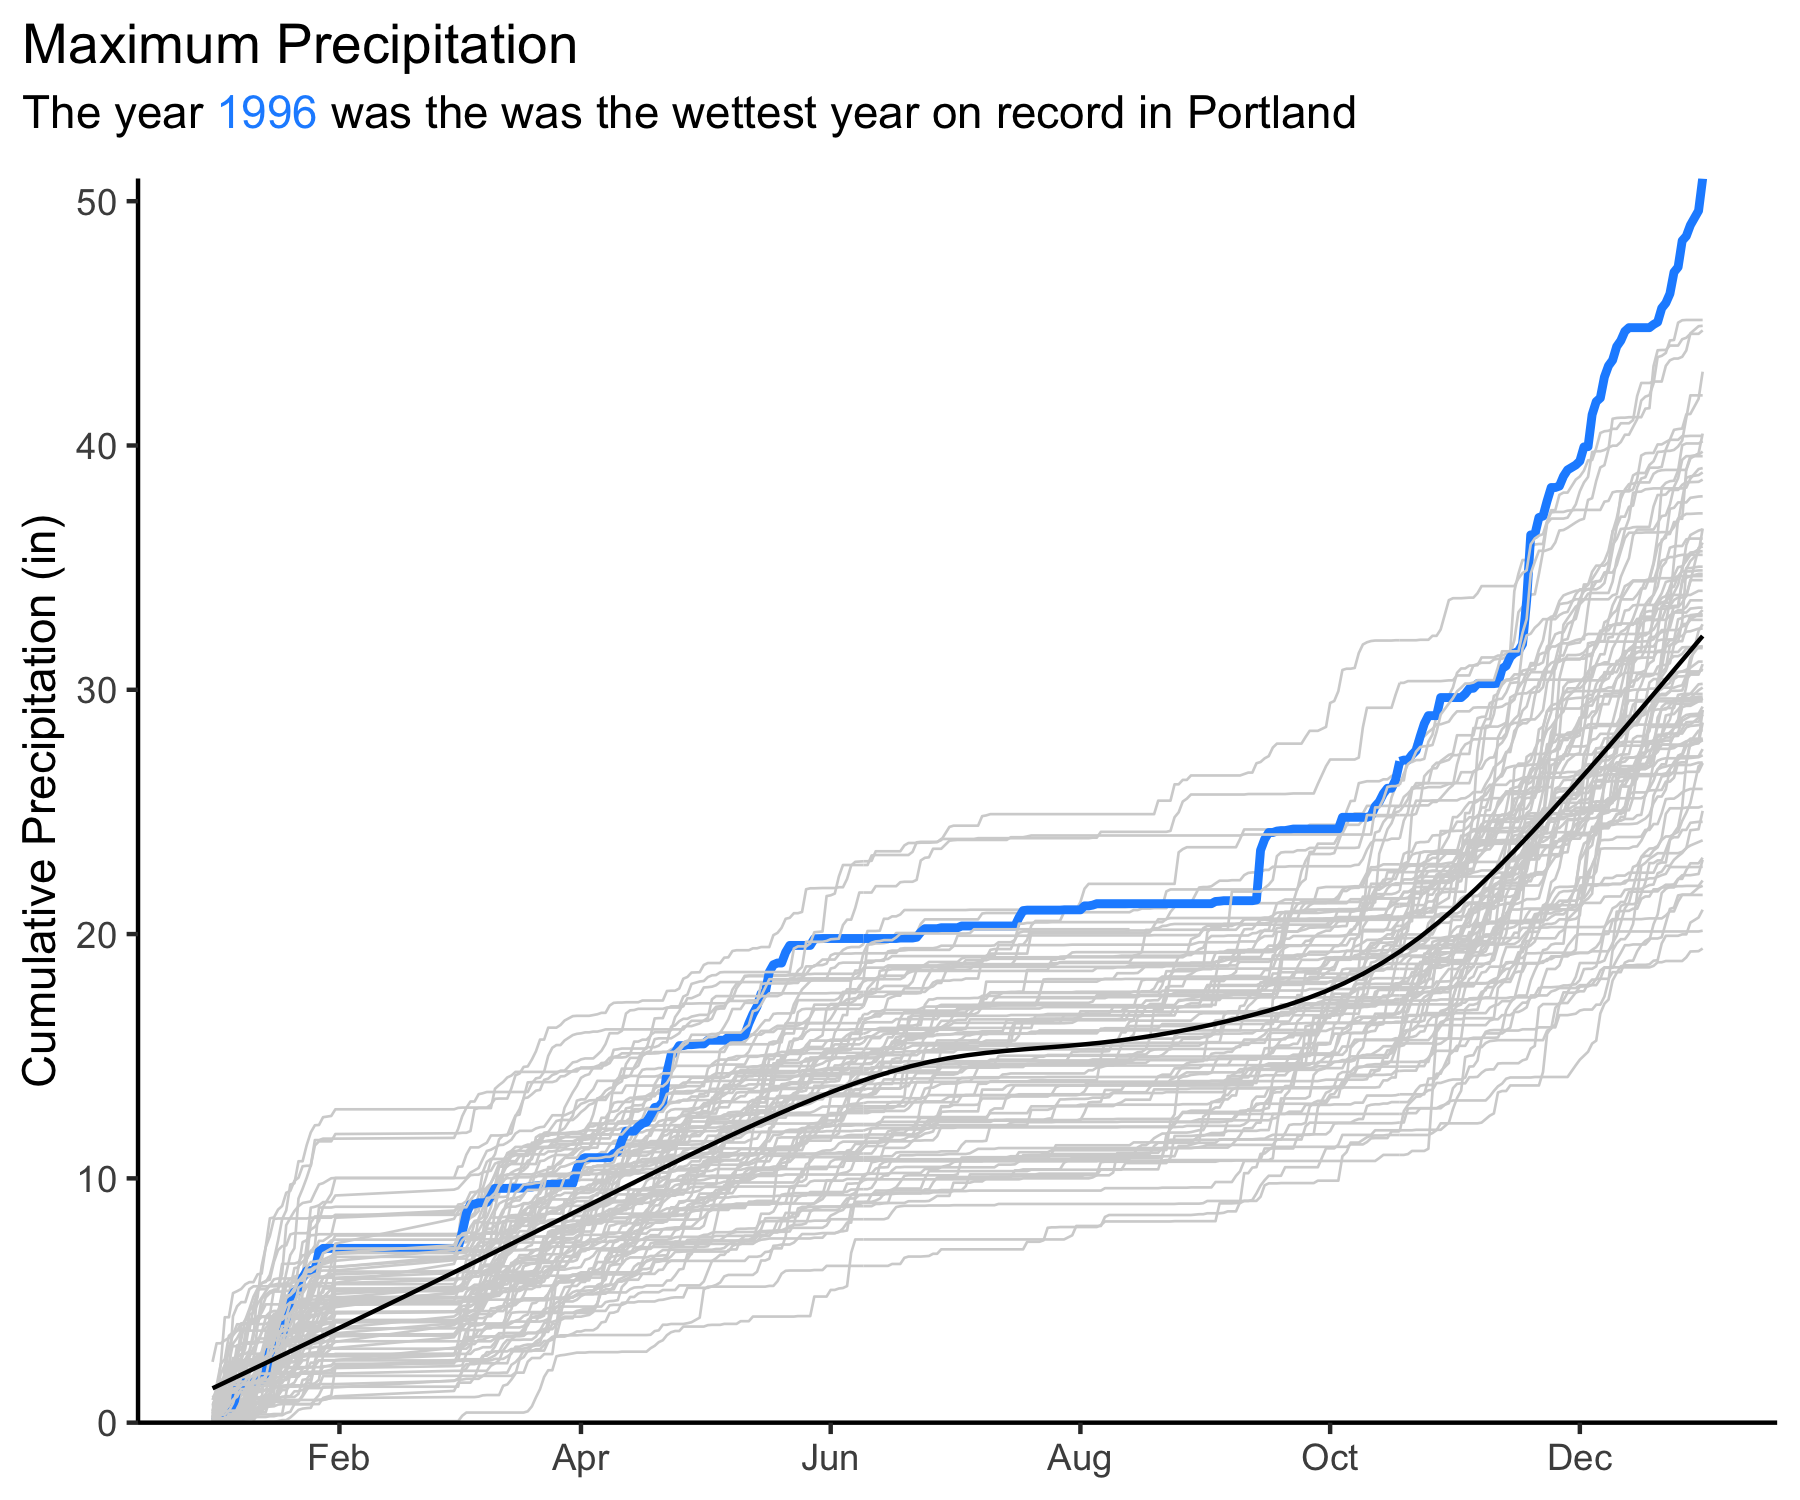 Maximum Precipitation
The year 1996 was the was the wettest year on record in Portland
Cumulative Precipitation (in)
50
40
30
20
10
0
Feb Apr Jun Aug Oct Dec